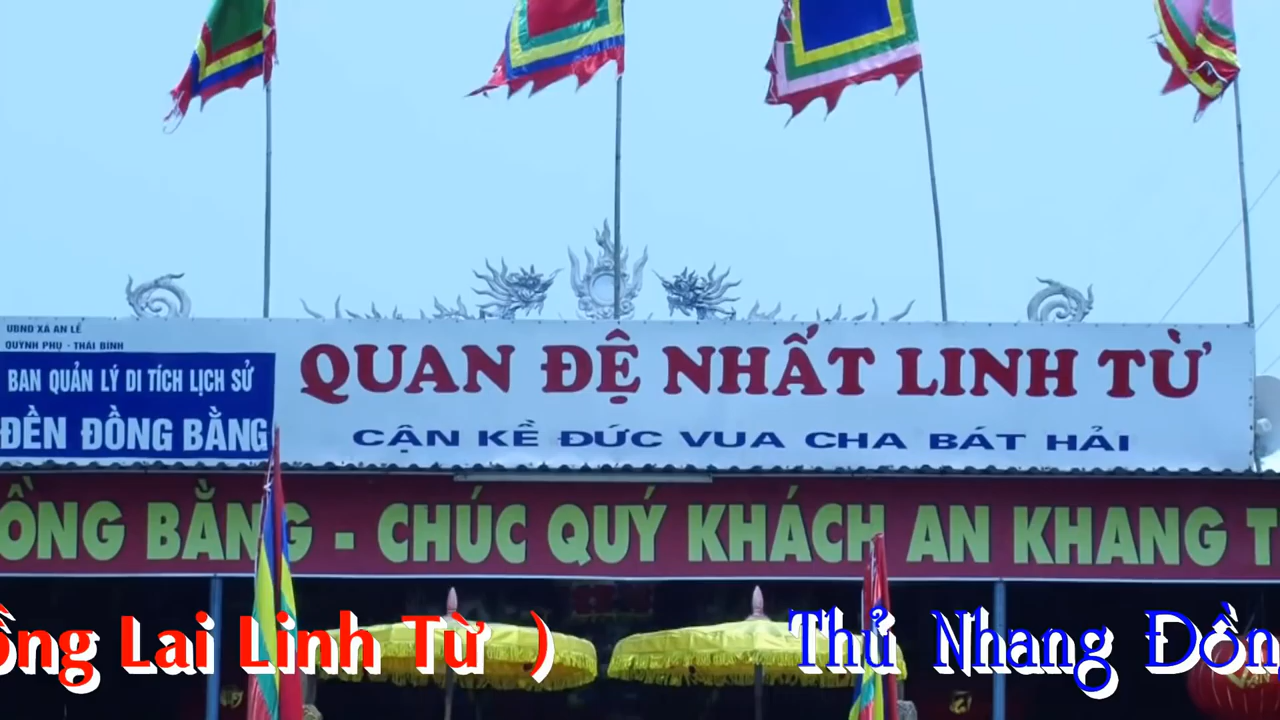 UBND XÃ AN LỄ
QUỲNH PHỤ - THÁI BÌNH
BAN QUẢN LÝ DI TÍCH LỊCH SỬ
ĐỀN ĐỒNG BẰNG
QUAN ĐỆ NHẤT LINH TỪ
CẬN KỀ ĐỨC VUA CHA BÁT HẢI
ỒNG BẰNG - CHÚC QUÝ KHÁCH AN KHANG T
ồng Lai Linh Từ )
Thủ Nhang Đồn